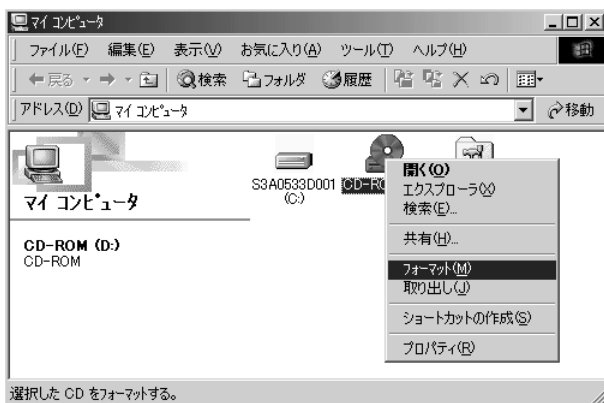 マイ コンピュータ
ファイル(F) 編集(E) 表示(V) お気に入り(A) ツール(T) ヘルプ(H)
戻る 検索 フォルダ 履歴
アドレス(D) マイ コンピュータ 移動
マイ コンピュータ
CD-ROM (D:)
CD-ROM
S3A0533D001
(C:)
CD-RO
開く(O)
エクスプローラ(X)
検索(E)...
共有(H)...
フォーマット(M)
取り出し(J)
ショートカットの作成(S)
プロパティ(R)
選択した CD をフォーマットする。